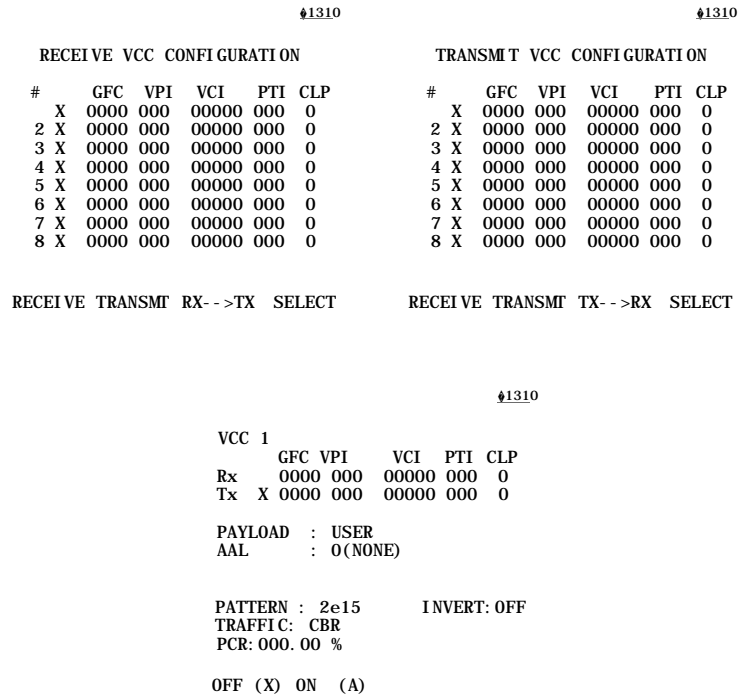 1310
RECEIVE VCC CONFIGURATION
# GFC VPI VCI PTI CLP
X 0000 000 00000 000 0
2 X 0000 000 00000 000 0
3 X 0000 000 00000 000 0
4 X 0000 000 00000 000 0
5 X 0000 000 00000 000 0
6 X 0000 000 00000 000 0
7 X 0000 000 00000 000 0
8 X 0000 000 00000 000 0
RECEIVE TRANSMT RX-->TX SELECT
1310
TRANSMIT VCC CONFIGURATION
# GFC VPI VCI PTI CLP
X 0000 000 00000 000 0
2 X 0000 000 00000 000 0
3 X 0000 000 00000 000 0
4 X 0000 000 00000 000 0
5 X 0000 000 00000 000 0
6 X 0000 000 00000 000 0
7 X 0000 000 00000 000 0
8 X 0000 000 00000 000 0
RECEIVE TRANSMT TX-->RX SELECT
1310
VCC 1
GFC VPI VCI PTI CLP
Rx 0000 000 00000 000 0
Tx X 0000 000 00000 000 0
PAYLOAD : USER
AAL : 0(NONE)
PATTERN : 2e15 INVERT:OFF
TRAFFIC: CBR
PCR:000.00 %
OFF (X) ON (A)